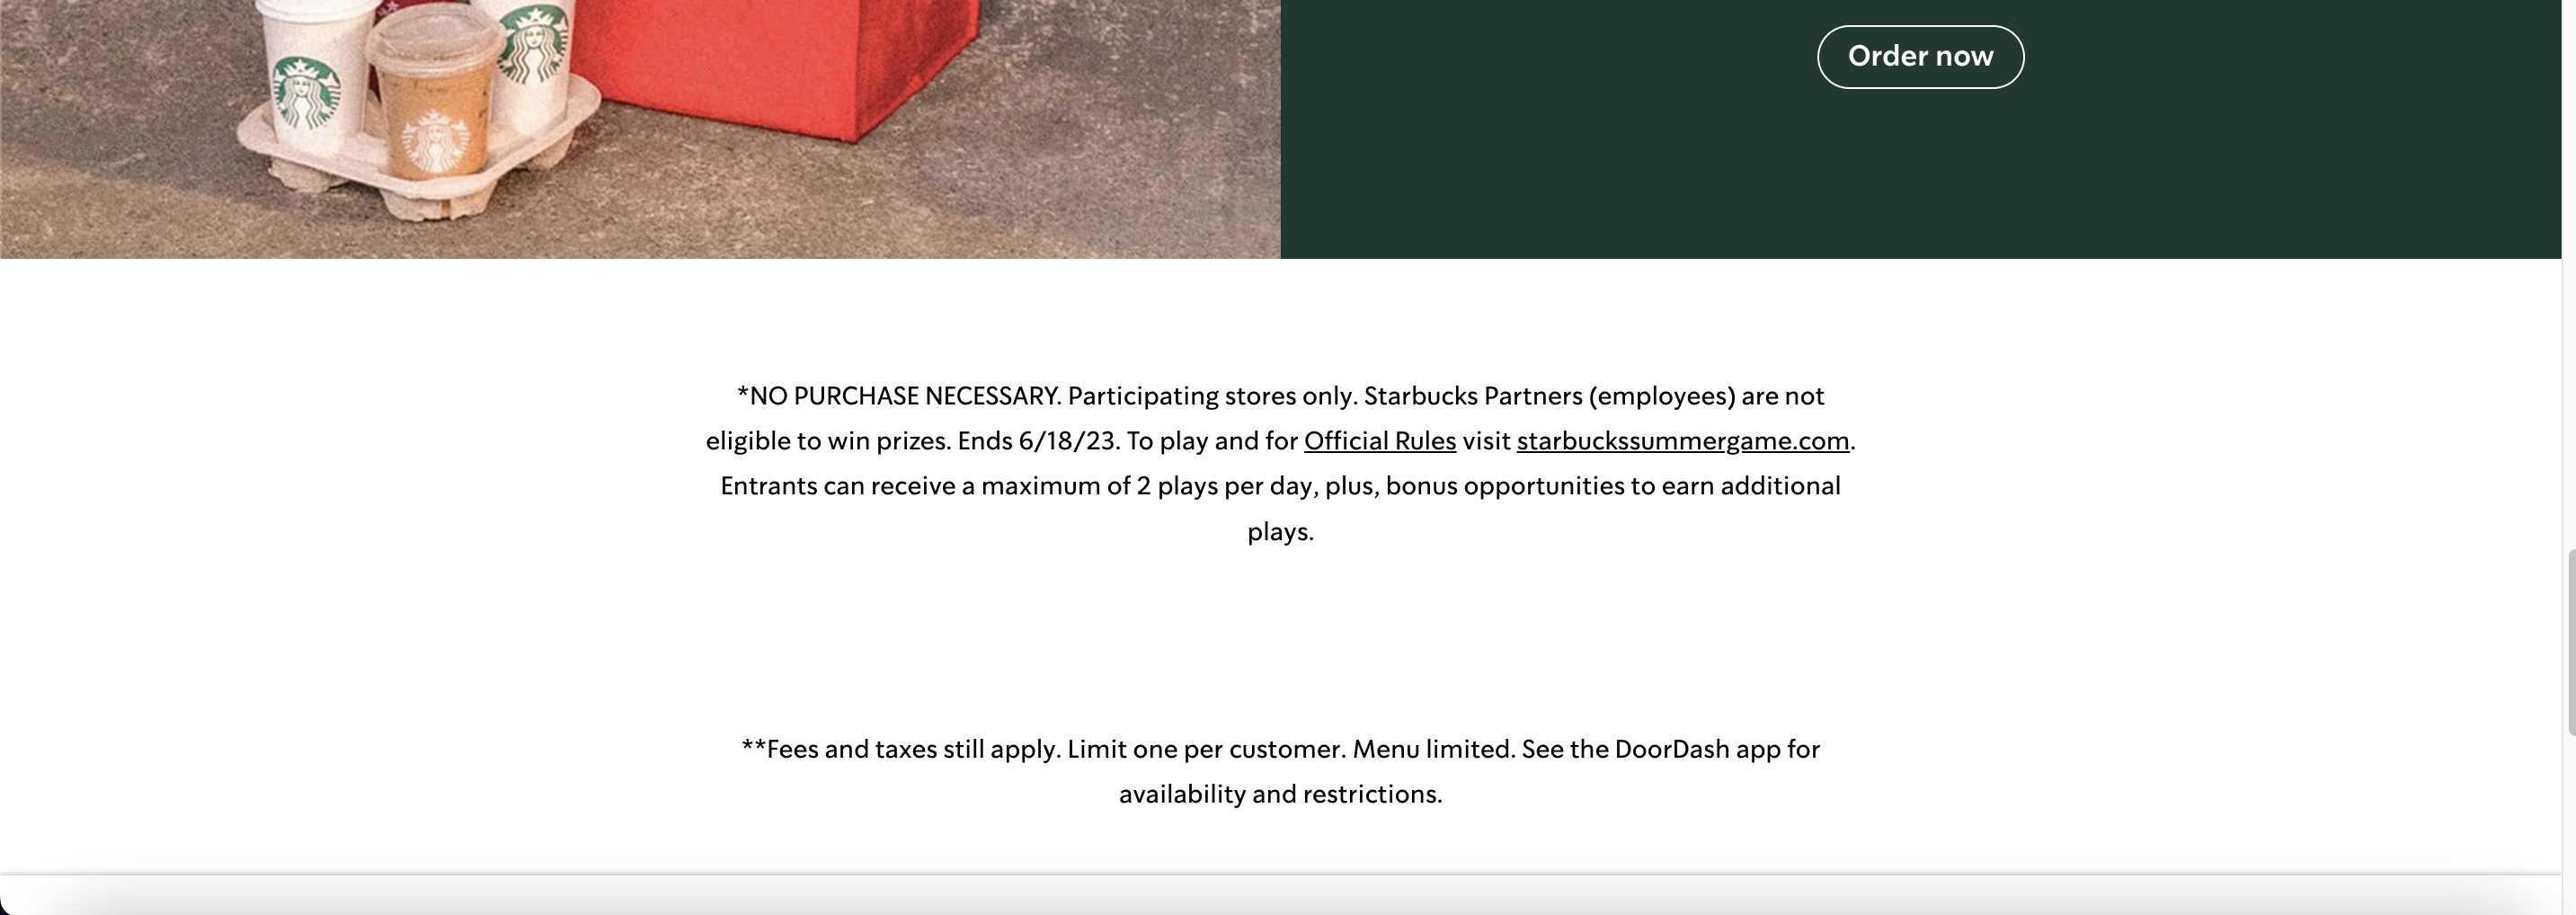 Order now
*NO PURCHASE NECESSARY. Participating stores only. Starbucks Partners (employees) are not
eligible to win prizes. Ends 6/18/23. To play and for Official Rules visit starbuckssummergame.com.
Entrants can receive a maximum of 2 plays per day, plus, bonus opportunities to earn additional
plays.
**Fees and taxes still apply. Limit one per customer. Menu limited. See the DoorDash app for
availability and restrictions.